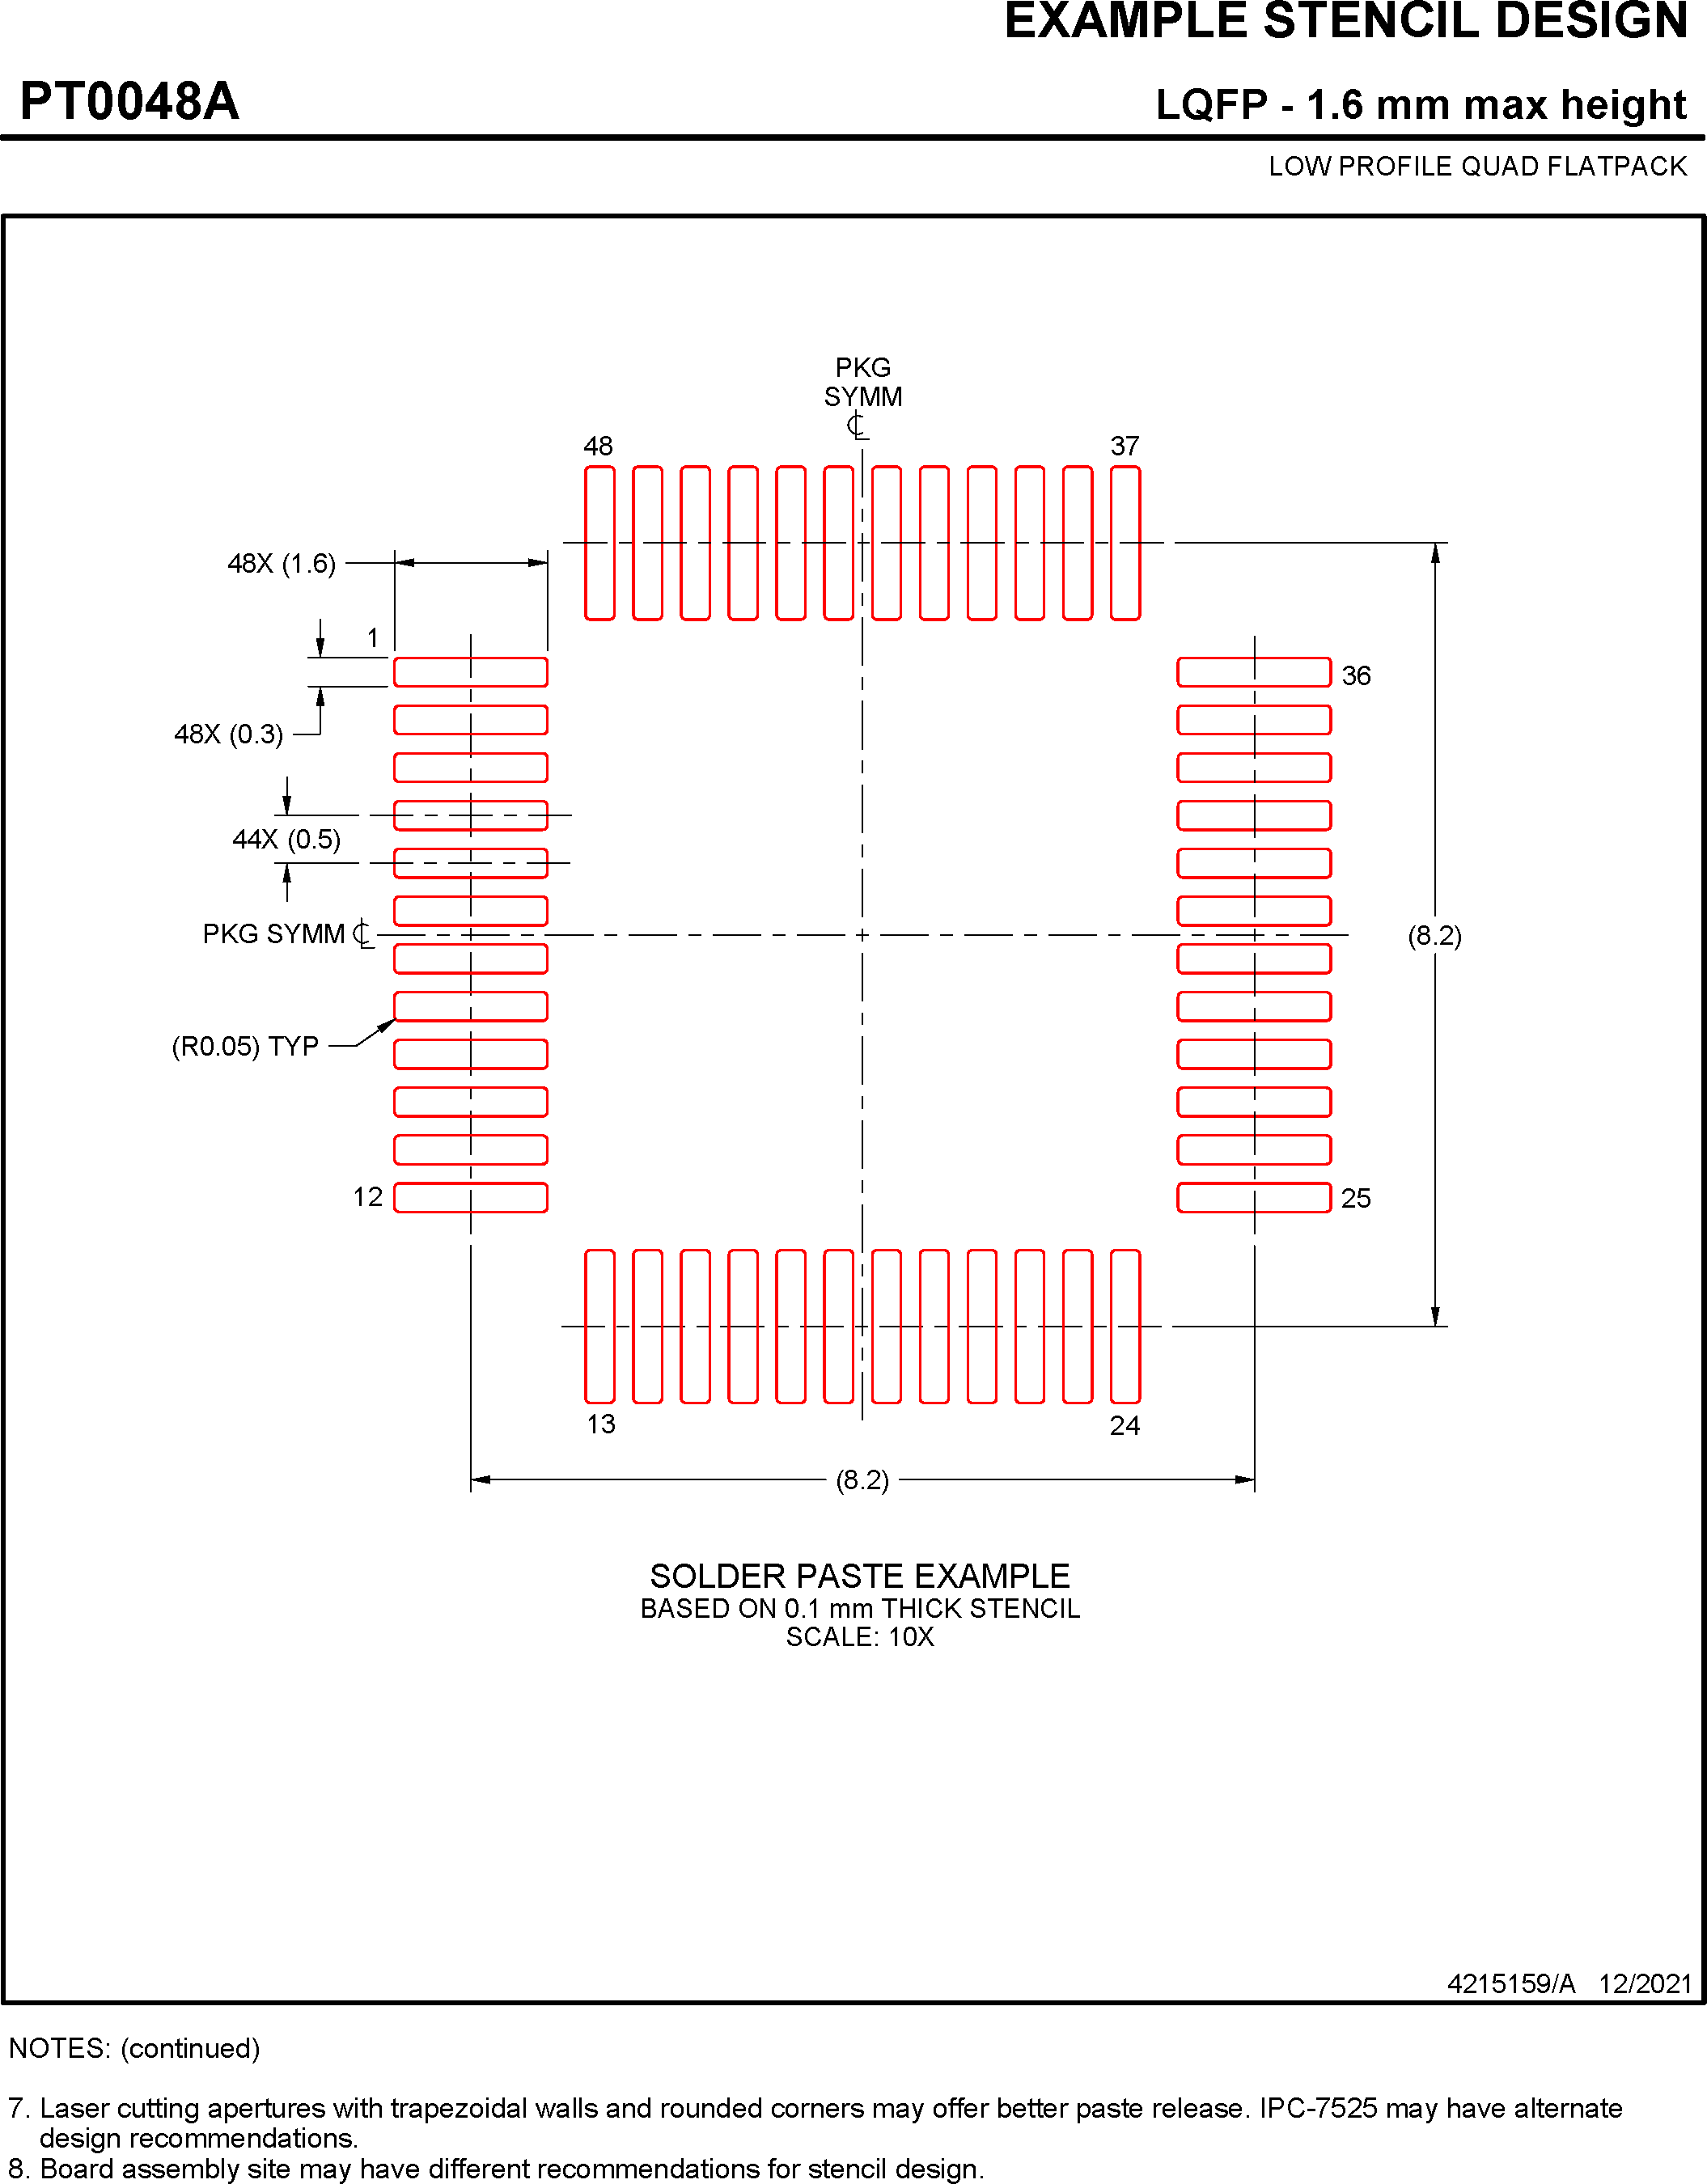 EXAMPLE STENCIL DESIGN
PT0048A
LQFP - 1.6 mm max height
LOW PROFILE QUAD FLATPACK
PKG
SYMM
℄
48
37
48X (1.6)
1
36
48X (0.3)
44X (0.5)
PKG SYMM ℄
(8.2)
(R0.05) TYP
12
25
13
24
(8.2)
SOLDER PASTE EXAMPLE
BASED ON 0.1 mm THICK STENCIL
SCALE: 10X
4215159/A 12/2021
NOTES: (continued)
7. Laser cutting apertures with trapezoidal walls and rounded corners may offer better paste release. IPC-7525 may have alternate
design recommendations.
8. Board assembly site may have different recommendations for stencil design.